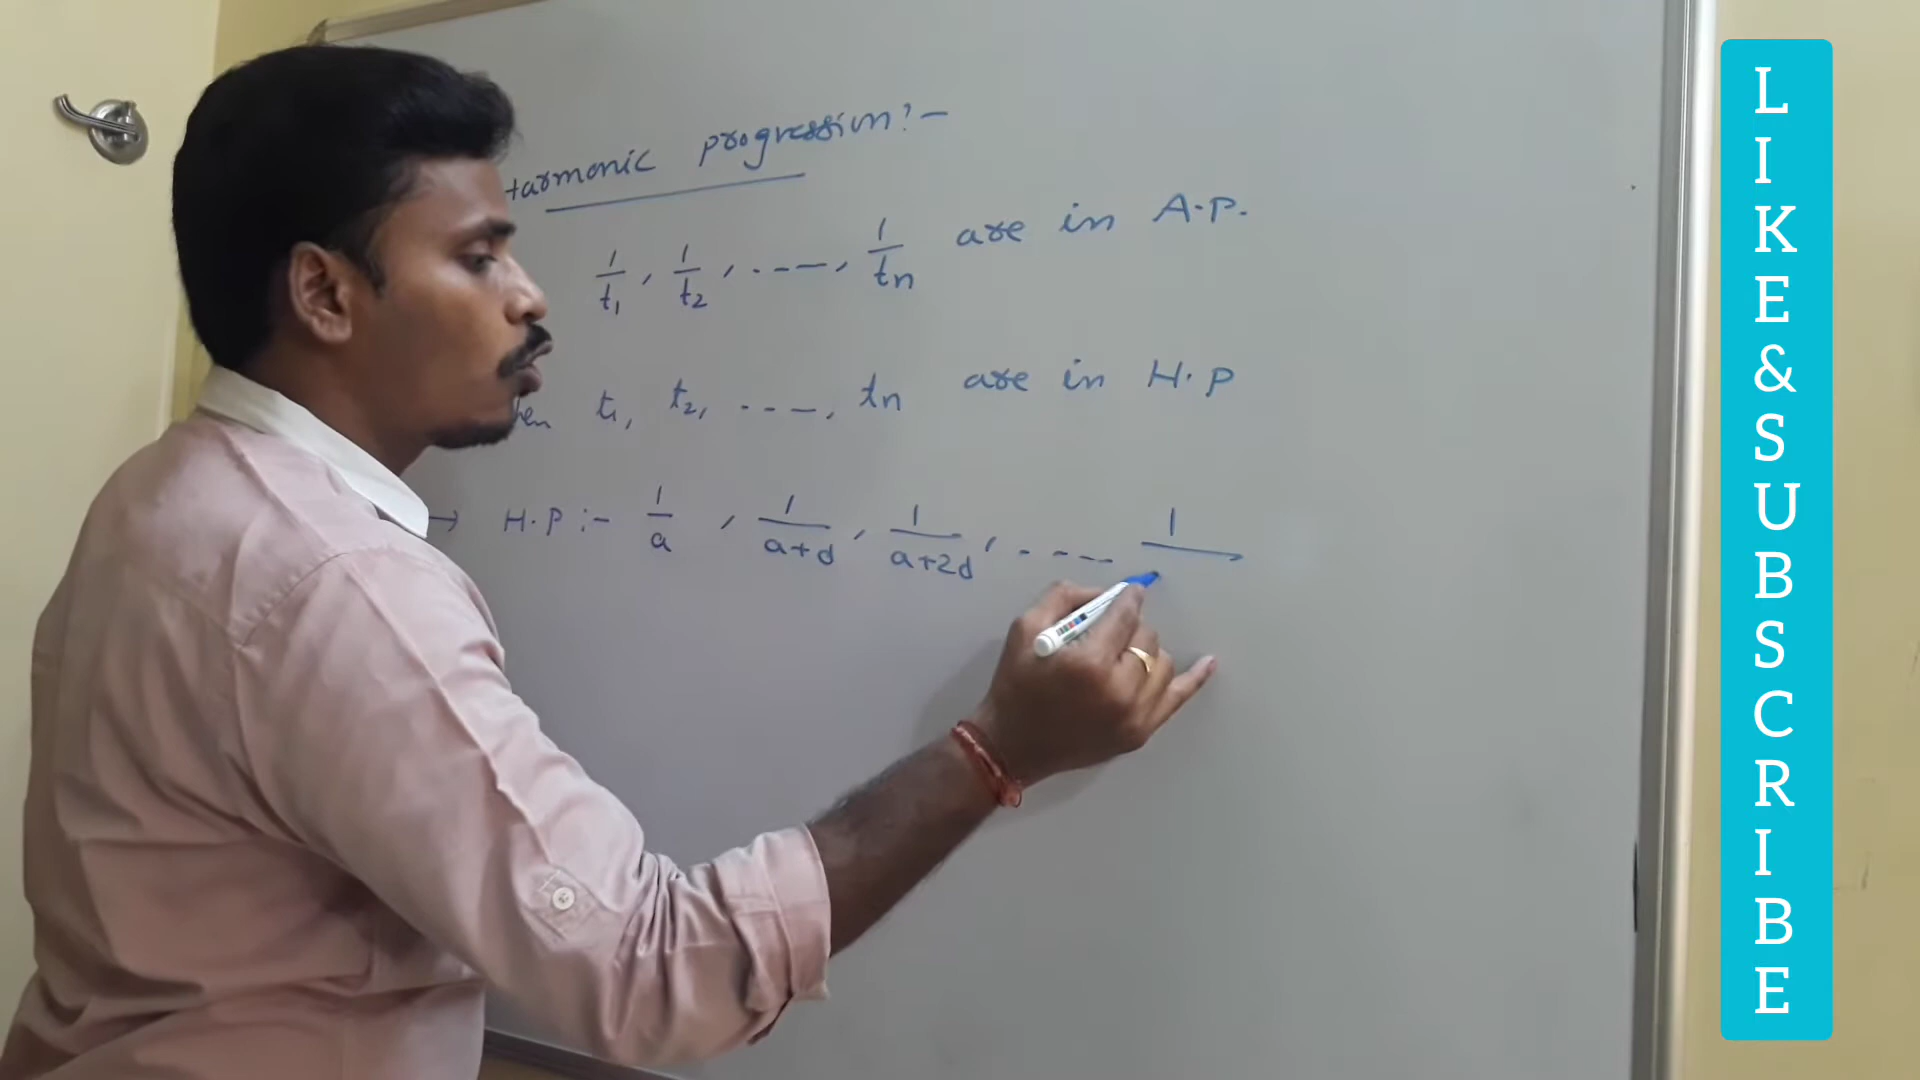 Harmonic progression:-
1/t1, 1/t2, ...., 1/tn are in A.P.
t1, t2, ...., tn are in H.P
→ H.P :- 1/a, 1/a+d, 1/a+2d, .... 1/
LIKE&SUBSCRIBE